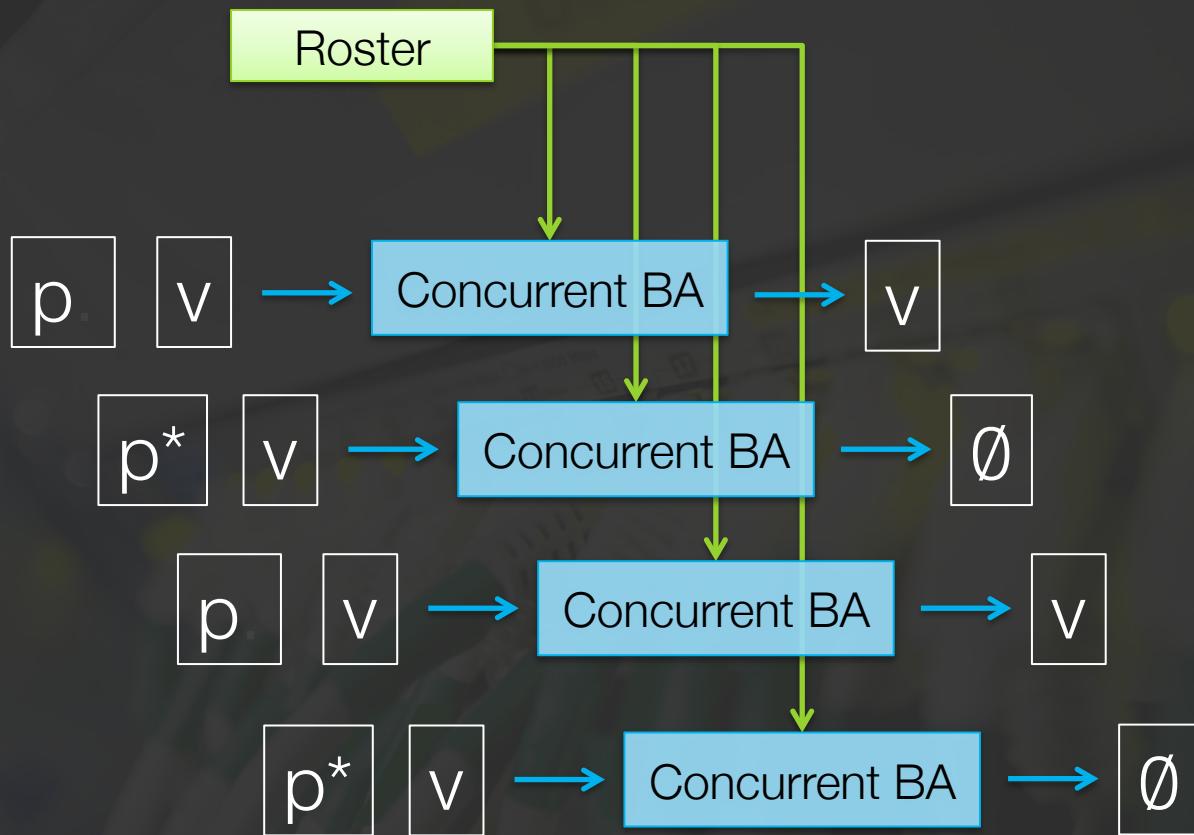 Roster
p. v Concurrent BA v
p* v Concurrent BA Ø
p. v Concurrent BA v
p* v Concurrent BA Ø